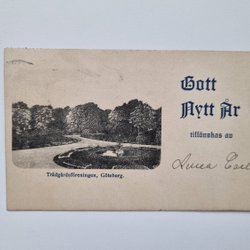 Gott
Nytt År
tillönskas av
Trädgårdsföreningen, Göteborg.